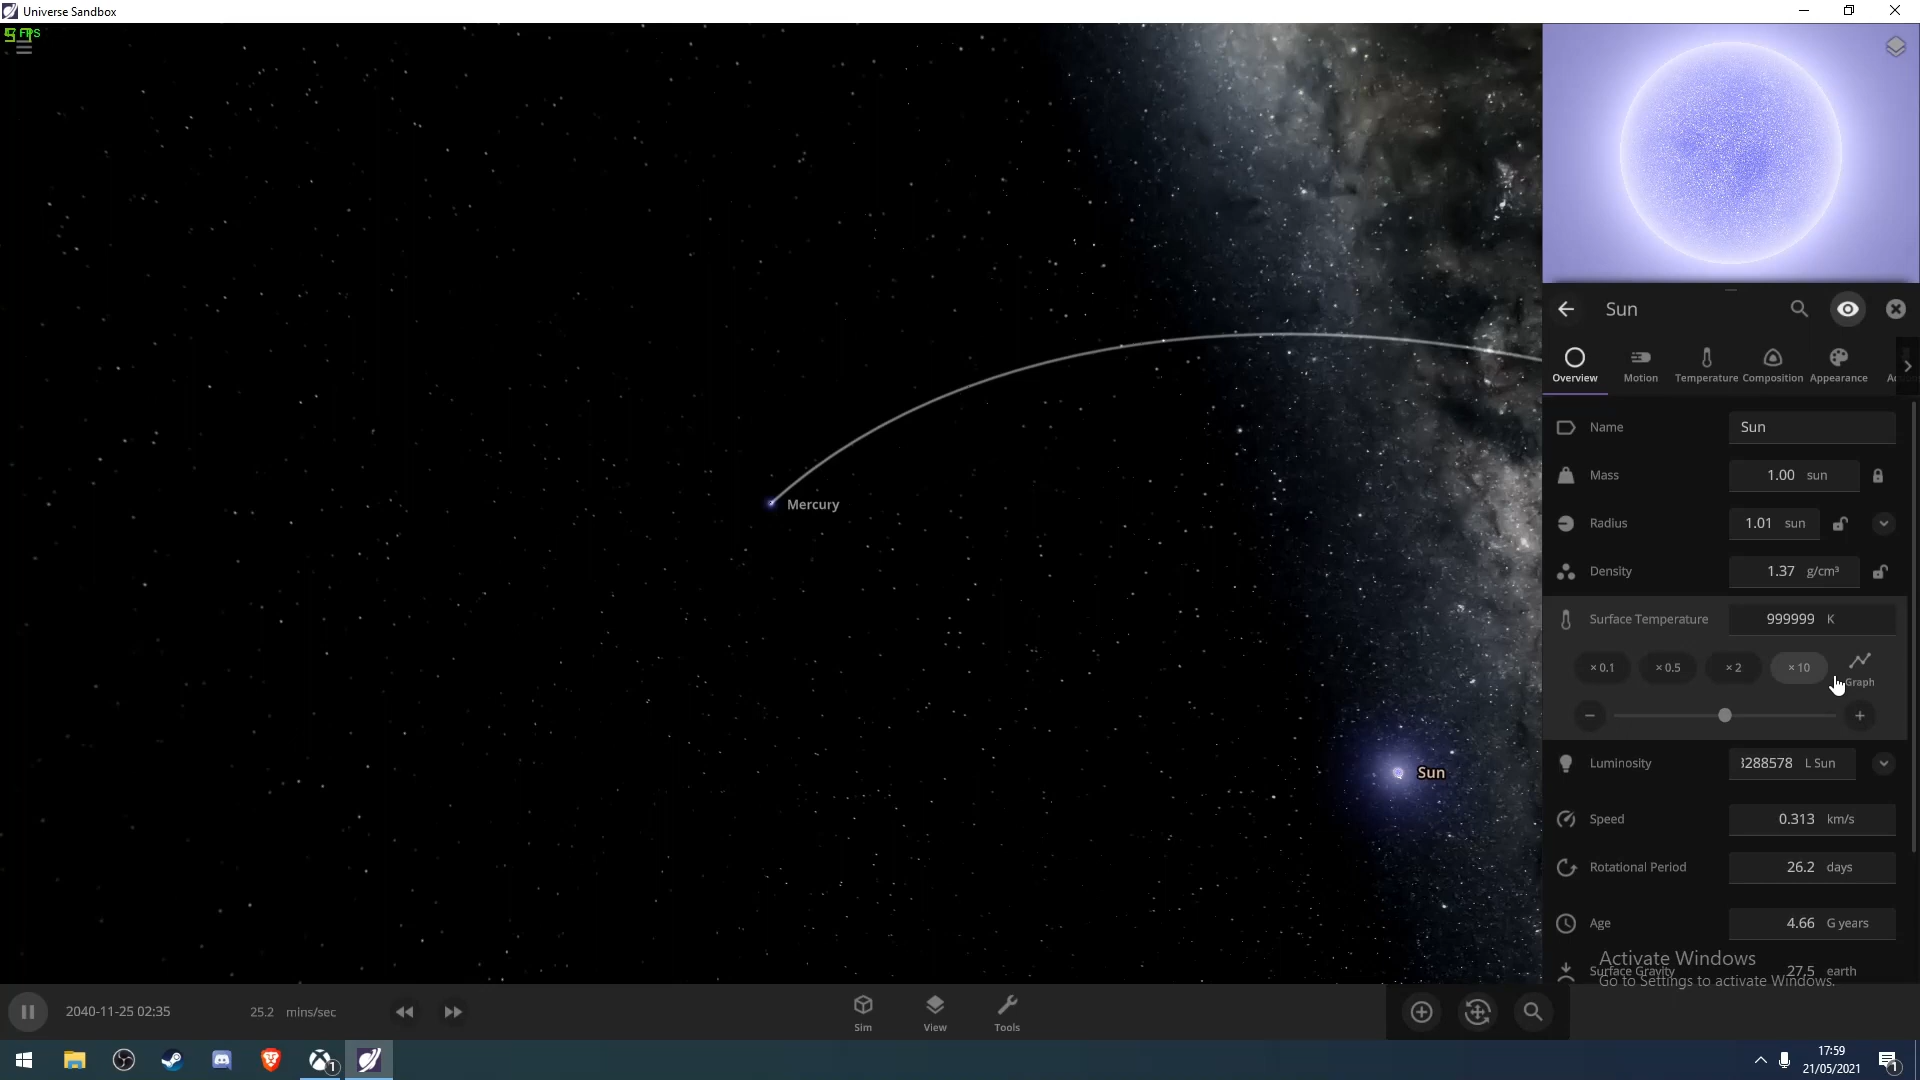 Universe Sandbox
FPS
Sun
Overview
Motion
Temperature
Composition
Appearance
Name
Sun
Mass
1.00 sun
Radius
1.01 sun
Density
1.37 g/cm³
Surface Temperature
999999 K
× 0.1
× 0.5
× 2
× 10
Graph
Luminosity
3288578 L Sun
Speed
0.313 km/s
Rotational Period
26.2 days
Age
4.66 G years
Activate Windows
Surface Gravity
27.5 earth
Go to Settings to activate Windows.
Mercury
Sun
2040-11-25 02:35
25.2 mins/sec
Sim
View
Tools
1
17:59
21/05/2021
1